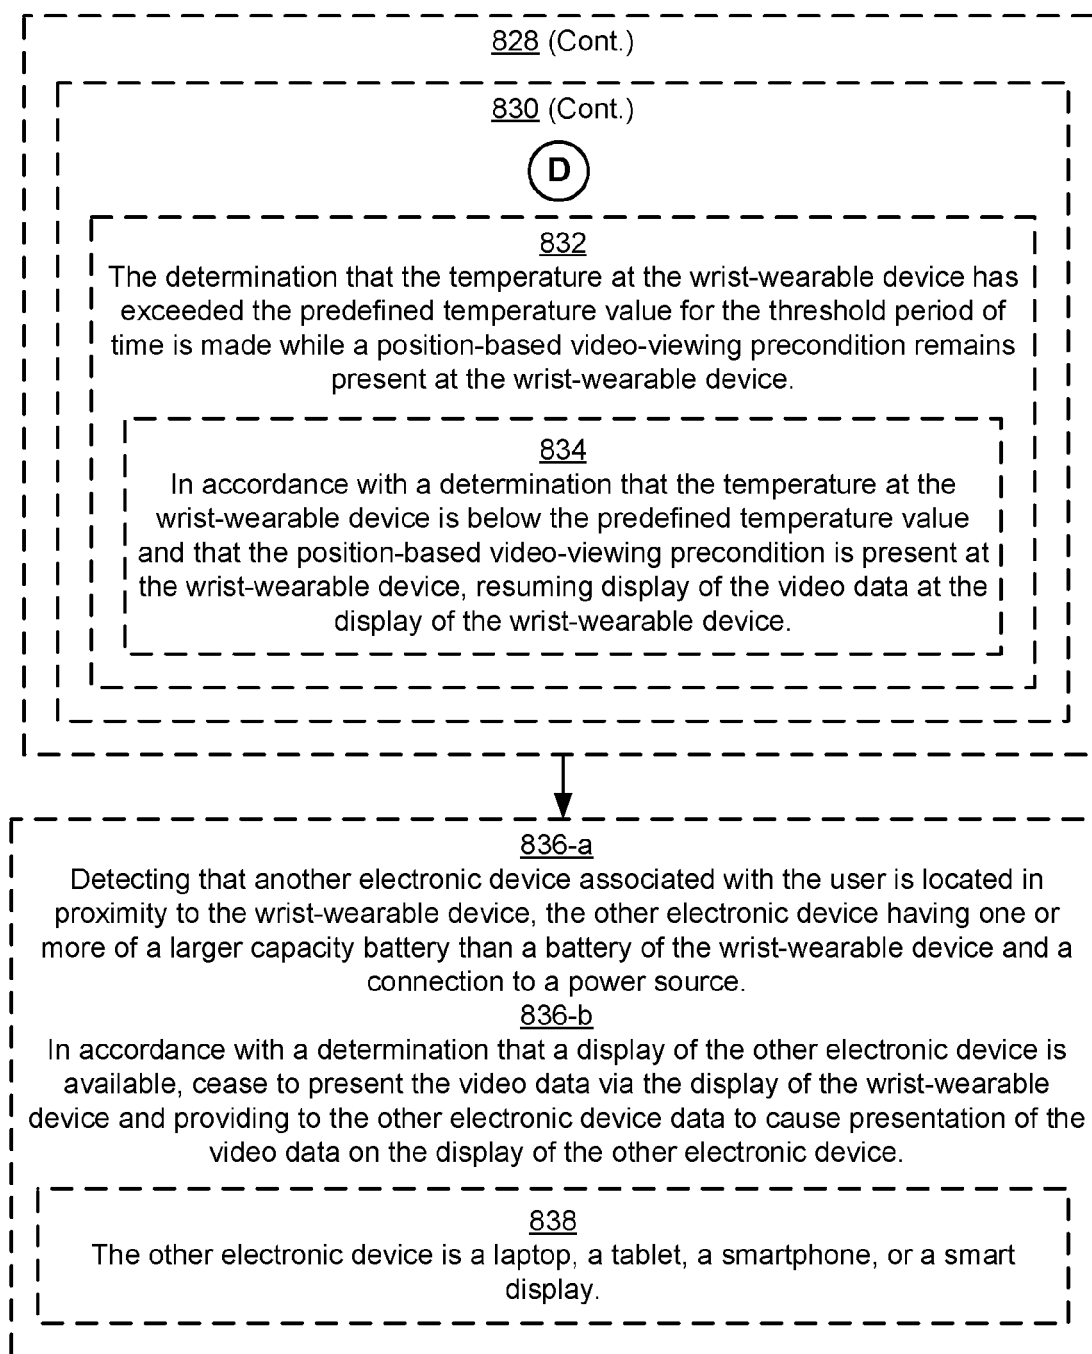 828 (Cont.)
830 (Cont.)
D
832
The determination that the temperature at the wrist-wearable device has
exceeded the predefined temperature value for the threshold period of
time is made while a position-based video-viewing precondition remains
present at the wrist-wearable device.
834
In accordance with a determination that the temperature at the
wrist-wearable device is below the predefined temperature value
and that the position-based video-viewing precondition is present at
the wrist-wearable device, resuming display of the video data at the
display of the wrist-wearable device.
836-a
Detecting that another electronic device associated with the user is located in
proximity to the wrist-wearable device, the other electronic device having one or
more of a larger capacity battery than a battery of the wrist-wearable device and a
connection to a power source.
836-b
In accordance with a determination that a display of the other electronic device is
available, cease to present the video data via the display of the wrist-wearable
device and providing to the other electronic device data to cause presentation of the
video data on the display of the other electronic device.
838
The other electronic device is a laptop, a tablet, a smartphone, or a smart
display.